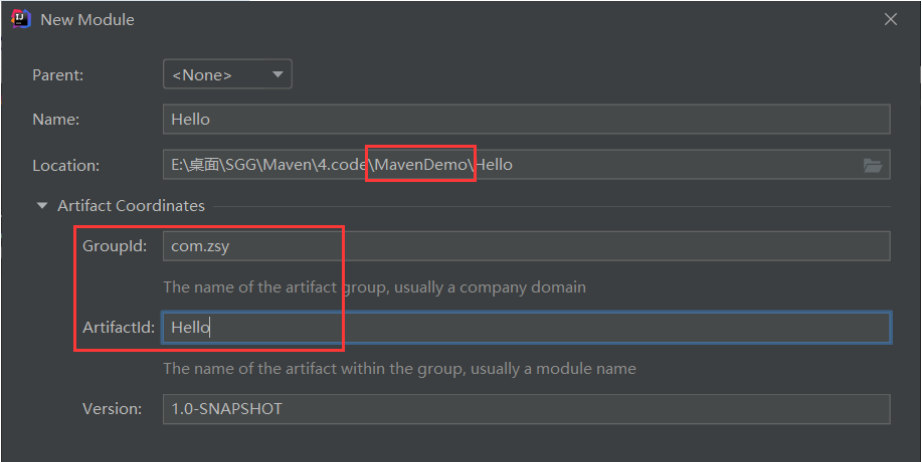 New Module
Parent: <None>
Name: Hello
Location: E:\桌面\SGG\Maven\4.code\MavenDemo\Hello
Artifact Coordinates
GroupId: com.zsy
The name of the artifact group, usually a company domain
ArtifactId: Hello
The name of the artifact within the group, usually a module name
Version: 1.0-SNAPSHOT